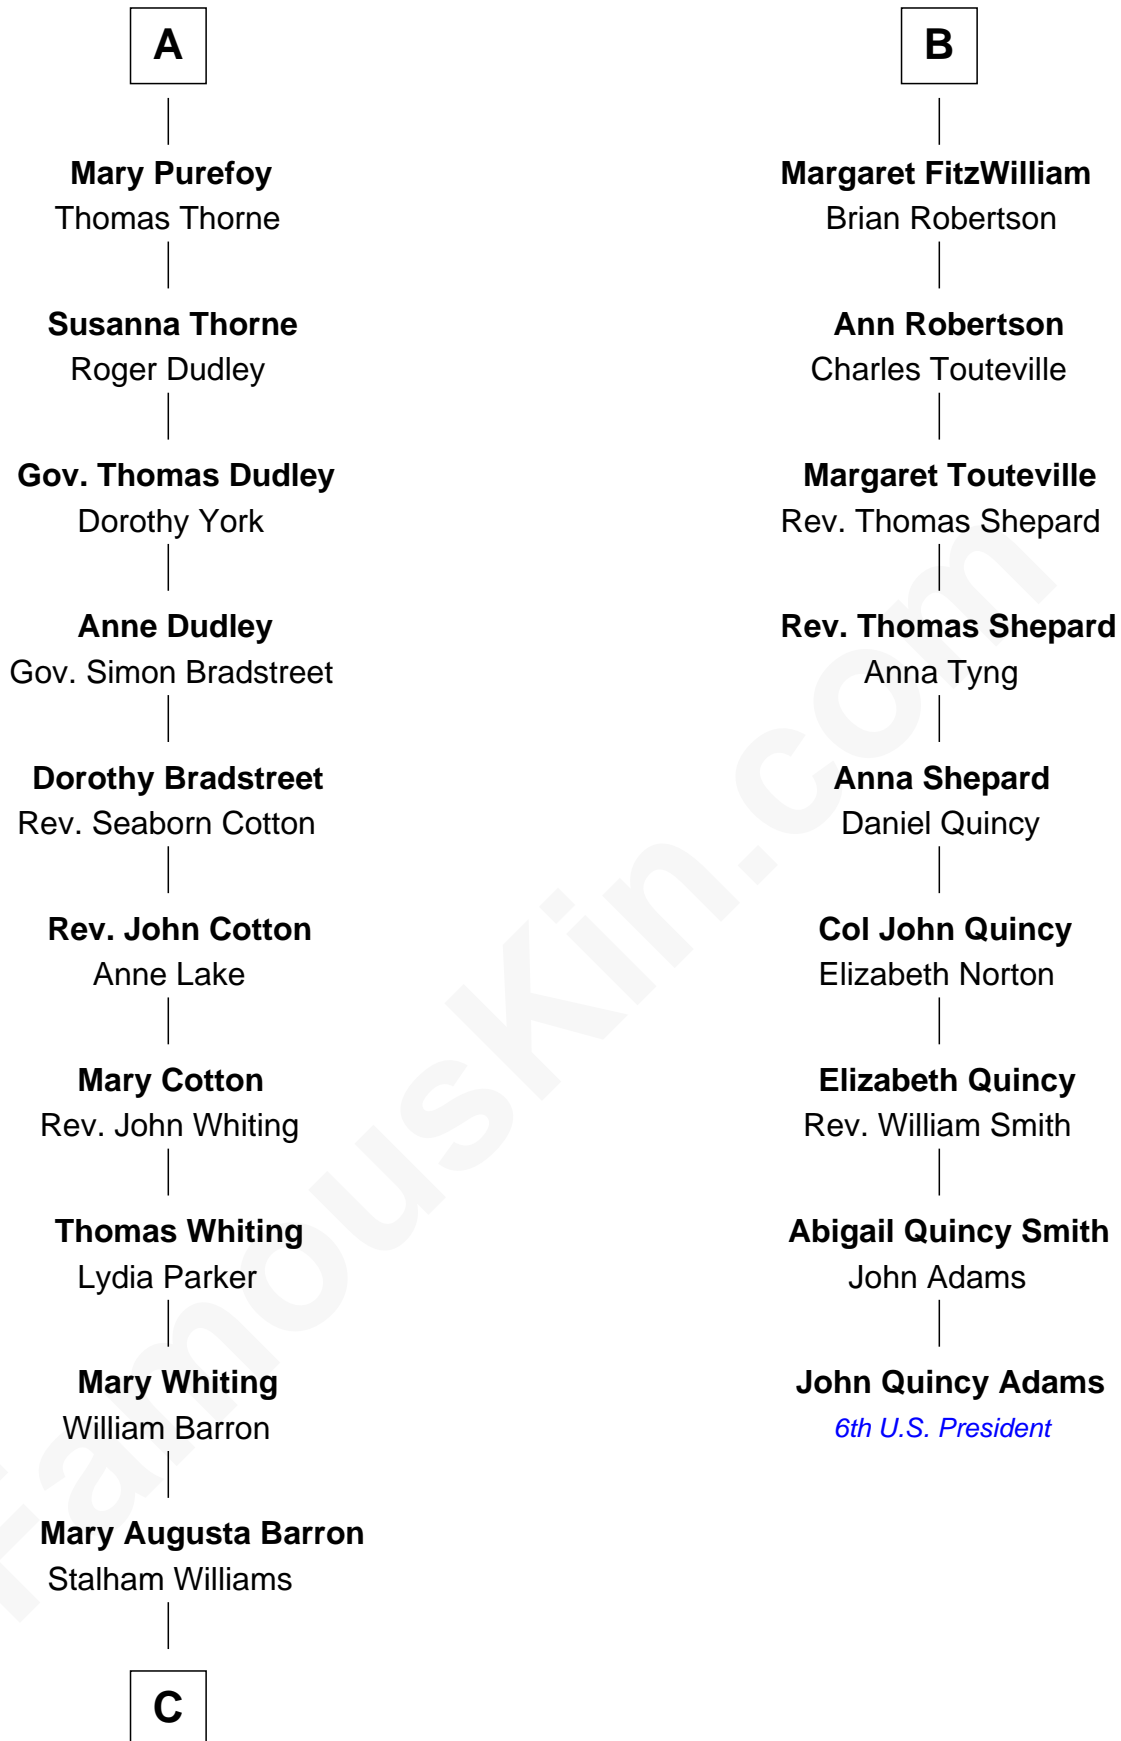 A
Mary Purefoy
Thomas Thorne
Susanna Thorne
Roger Dudley
Gov. Thomas Dudley
Dorothy York
Anne Dudley
Gov. Simon Bradstreet
Dorothy Bradstreet
Rev. Seaborn Cotton
Rev. John Cotton
Anne Lake
Mary Cotton
Rev. John Whiting
Thomas Whiting
Lydia Parker
Mary Whiting
William Barron
Mary Augusta Barron
Stalham Williams
C
B
Margaret FitzWilliam
Brian Robertson
Ann Robertson
Charles Touteville
Margaret Touteville
Rev. Thomas Shepard
Rev. Thomas Shepard
Anna Tyng
Anna Shepard
Daniel Quincy
Col John Quincy
Elizabeth Norton
Elizabeth Quincy
Rev. William Smith
Abigail Quincy Smith
John Adams
John Quincy Adams
6th U.S. President
FamousKin.com